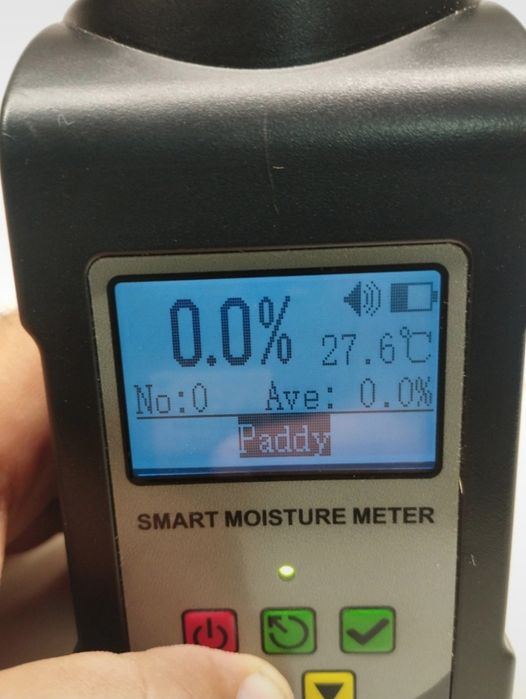 0.0%
27.6℃
No:0 Ave: 0.0%
Paddy
SMART MOISTURE METER